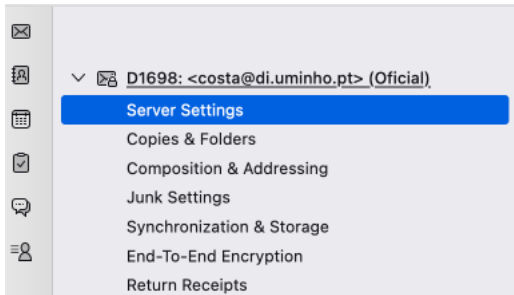 D1698: <costa@di.uminho.pt> (Oficial)
Server Settings
Copies & Folders
Composition & Addressing
Junk Settings
Synchronization & Storage
End-To-End Encryption
Return Receipts